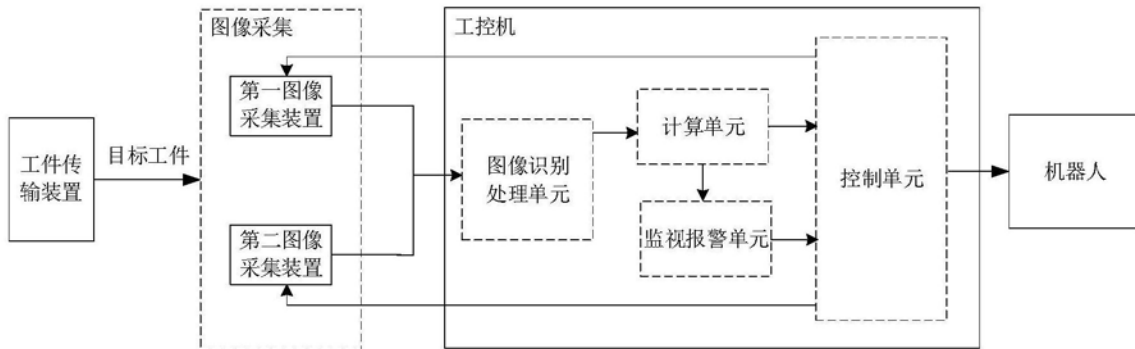 工件传
输装置
目标工件
图像采集
第一图像
采集装置
第二图像
采集装置
工控机
图像识别
处理单元
计算单元
监视报警单元
控制单元
机器人